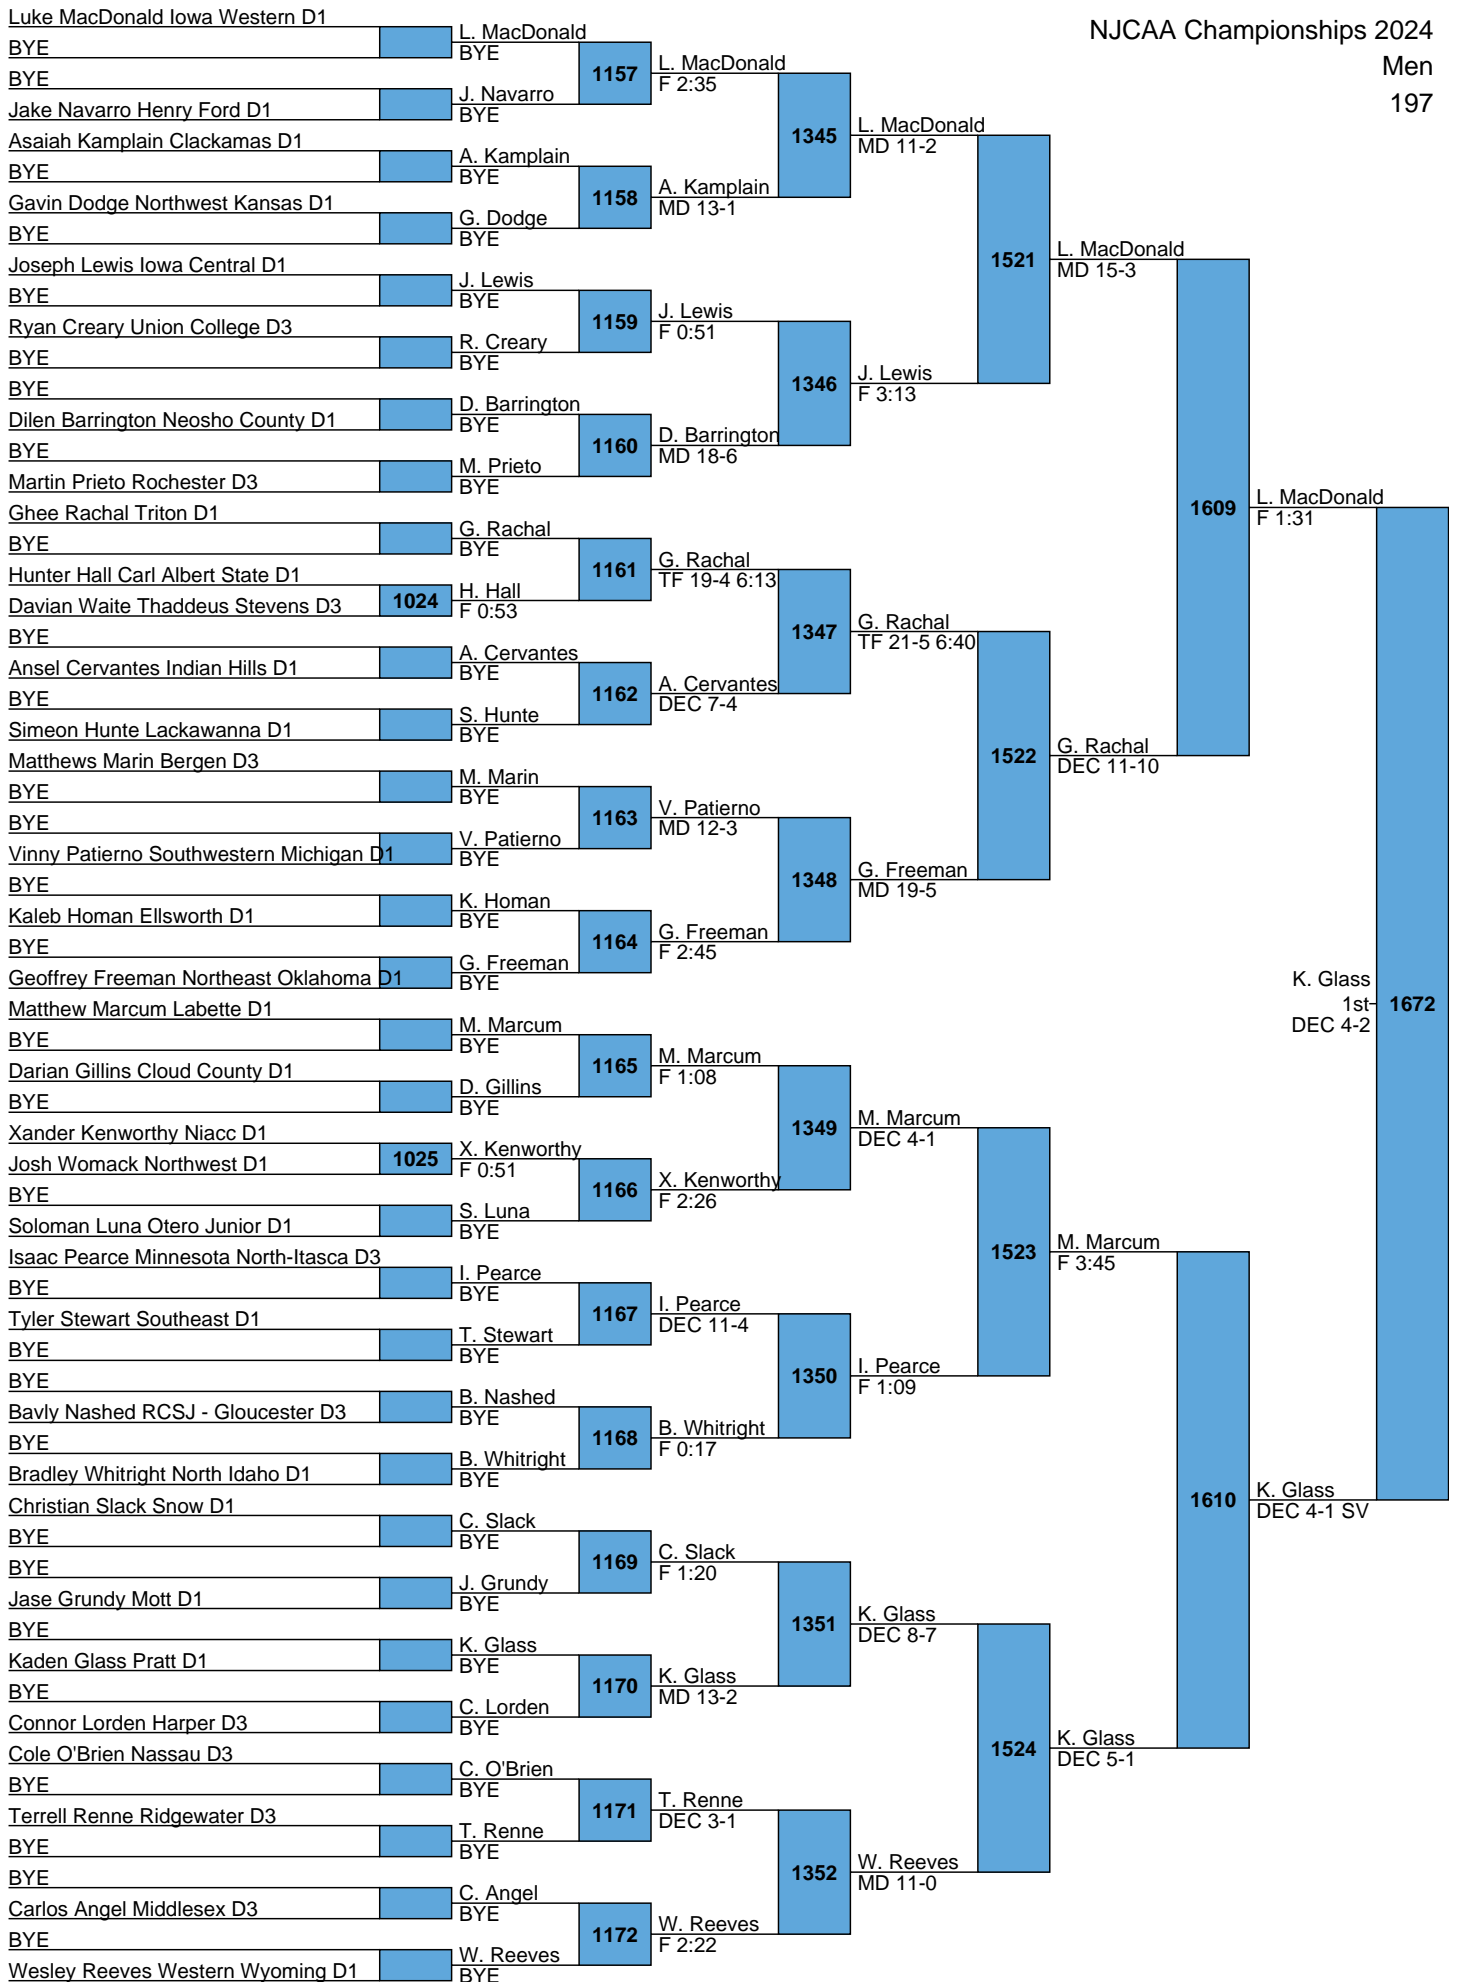 NJCAA Championships 2024
Men
197
Luke MacDonald Iowa Western D1
BYE
BYE
Jake Navarro Henry Ford D1
Asaiah Kamplain Clackamas D1
BYE
Gavin Dodge Northwest Kansas D1
BYE
Joseph Lewis Iowa Central D1
BYE
Ryan Creary Union College D3
BYE
BYE
Dilen Barrington Neosho County D1
BYE
Martin Prieto Rochester D3
Ghee Rachal Triton D1
BYE
Hunter Hall Carl Albert State D1
Davian Waite Thaddeus Stevens D3
BYE
Ansel Cervantes Indian Hills D1
BYE
Simeon Hunte Lackawanna D1
Matthews Marin Bergen D3
BYE
BYE
Vinny Patierno Southwestern Michigan D1
BYE
Kaleb Homan Ellsworth D1
BYE
Geoffrey Freeman Northeast Oklahoma D1
Matthew Marcum Labette D1
BYE
Darian Gillins Cloud County D1
BYE
Xander Kenworthy Niacc D1
Josh Womack Northwest D1
BYE
Soloman Luna Otero Junior D1
Isaac Pearce Minnesota North-Itasca D3
BYE
Tyler Stewart Southeast D1
BYE
BYE
Bavly Nashed RCSJ - Gloucester D3
BYE
Bradley Whitright North Idaho D1
Christian Slack Snow D1
BYE
BYE
Jase Grundy Mott D1
BYE
Kaden Glass Pratt D1
BYE
Connor Lorden Harper D3
Cole O'Brien Nassau D3
BYE
Terrell Renne Ridgewater D3
BYE
BYE
Carlos Angel Middlesex D3
BYE
Wesley Reeves Western Wyoming D1
1024
1025
L. MacDonald
BYE
J. Navarro
BYE
A. Kamplain
BYE
G. Dodge
BYE
J. Lewis
BYE
R. Creary
BYE
D. Barrington
BYE
M. Prieto
BYE
G. Rachal
BYE
H. Hall
F 0:53
A. Cervantes
BYE
S. Hunte
BYE
M. Marin
BYE
V. Patierno
BYE
K. Homan
BYE
G. Freeman
BYE
M. Marcum
BYE
D. Gillins
BYE
X. Kenworthy
F 0:51
S. Luna
BYE
I. Pearce
BYE
T. Stewart
BYE
B. Nashed
BYE
B. Whitright
BYE
C. Slack
BYE
J. Grundy
BYE
K. Glass
BYE
C. Lorden
BYE
C. O'Brien
BYE
T. Renne
BYE
C. Angel
BYE
W. Reeves
BYE
1157
1158
1159
1160
1161
1162
1163
1164
1165
1166
1167
1168
1169
1170
1171
1172
L. MacDonald
F 2:35
A. Kamplain
MD 13-1
J. Lewis
F 0:51
D. Barrington
MD 18-6
G. Rachal
TF 19-4 6:13
A. Cervantes
DEC 7-4
V. Patierno
MD 12-3
G. Freeman
F 2:45
M. Marcum
F 1:08
X. Kenworthy
F 2:26
I. Pearce
DEC 11-4
B. Whitright
F 0:17
C. Slack
F 1:20
K. Glass
MD 13-2
T. Renne
DEC 3-1
W. Reeves
F 2:22
1345
1346
1347
1348
1349
1350
1351
1352
L. MacDonald
MD 11-2
J. Lewis
F 3:13
G. Rachal
TF 21-5 6:40
G. Freeman
MD 19-5
M. Marcum
DEC 4-1
I. Pearce
F 1:09
K. Glass
DEC 8-7
W. Reeves
MD 11-0
1521
1522
1523
1524
L. MacDonald
MD 15-3
G. Rachal
DEC 11-10
M. Marcum
F 3:45
K. Glass
DEC 5-1
1609
1610
L. MacDonald
F 1:31
K. Glass
DEC 4-1 SV
K. Glass
1st
DEC 4-2
1672